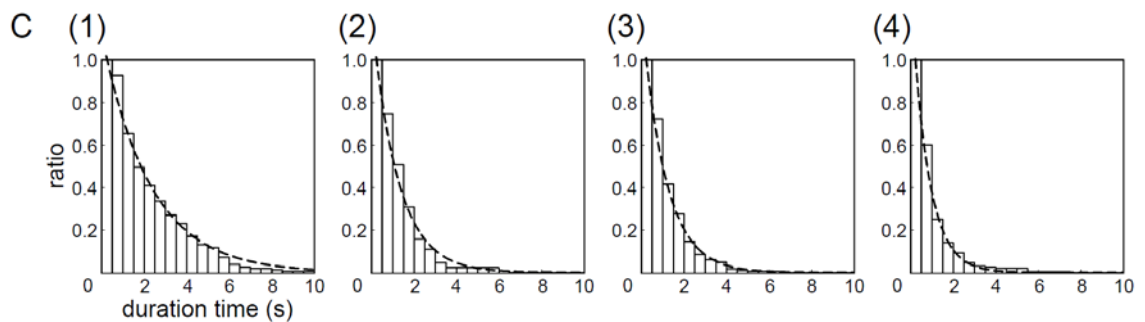 C (1) (2) (3) (4)
1.0 1.0 1.0 1.0
0.8 0.8 0.8 0.8
0.6 0.6 0.6 0.6
ratio
0.4 0.4 0.4 0.4
0.2 0.2 0.2 0.2
0 2 4 6 8 10 0 2 4 6 8 10 0 2 4 6 8 10 0 2 4 6 8 10
duration time (s)